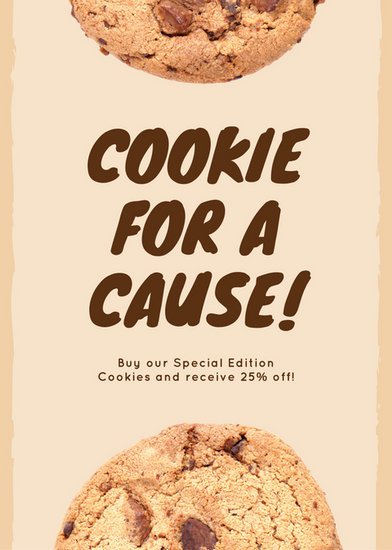 COOKIE
FOR A
CAUSE!
Buy our Special Edition
Cookies and receive 25% off!